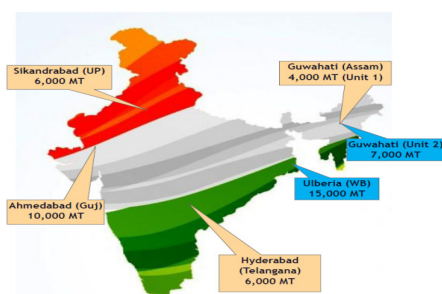 Sikandrabad (UP)
6,000 MT
Guwahati (Assam)
4,000 MT (Unit 1)
Guwahati (Unit 2)
7,000 MT
Ulberia (WB)
15,000 MT
Ahmedabad (Guj)
10,000 MT
Hyderabad
(Telangana)
6,000 MT